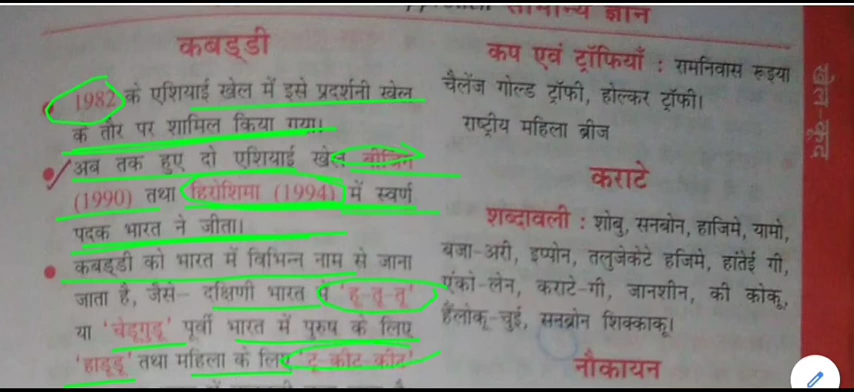 सामान्य ज्ञान
कबड्डी
1982 के एशियाई खेल में इसे प्रदर्शनी खेल
के तौर पर शामिल किया गया।
अब तक हुए दो एशियाई खेल बीजिंग
(1990) तथा हिरोशिमा (1994) में स्वर्ण
पदक भारत ने जीता।
कबड्डी को भारत में विभिन्न नाम से जाना
जाता है, जैसे– दक्षिणी भारत में 'हू-तू-तू'
या 'चेडूगुडू' पूर्वी भारत में पुरुष के लिए
'हाडूडू' तथा महिला के लिए 'टू-कीट-कीट'
कप एवं ट्रॉफियाँ : रामनिवास रूइया
चैलेंज गोल्ड ट्रॉफी, होल्कर ट्रॉफी।
राष्ट्रीय महिला ब्रीज
कराटे
शब्दावली : शोबु, सनबोन, हाजिमे, यामो,
बजा-अरी, इप्पोन, तलुजेकेटे हजिमे, हांतेई गी,
एंको-लेन, कराटे-गी, जानशीन, की कोकू,
हैंलोकू-चुई, सनब्रोन शिक्काकू।
नौकायन
खेल-कूद